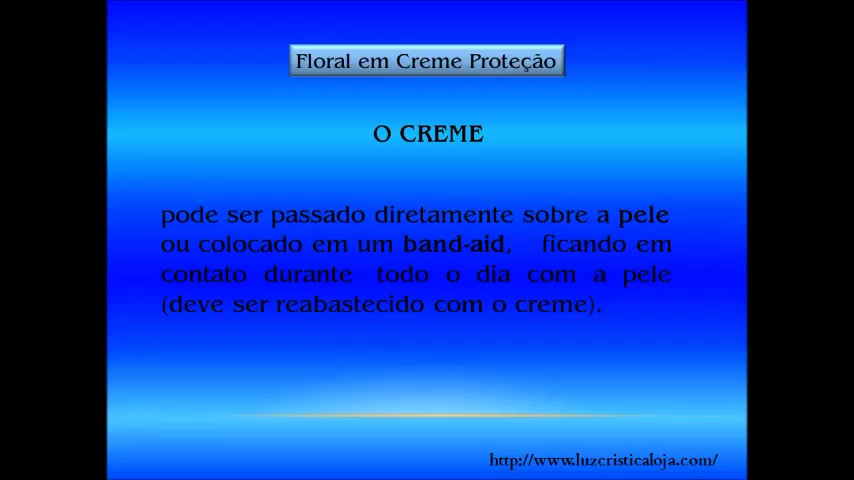 Floral em Creme Proteção
O CREME
pode ser passado diretamente sobre a pele
ou colocado em um band-aid, ficando em
contato durante todo o dia com a pele
(deve ser reabastecido com o creme).
http://www.luzcristicaloja.com/